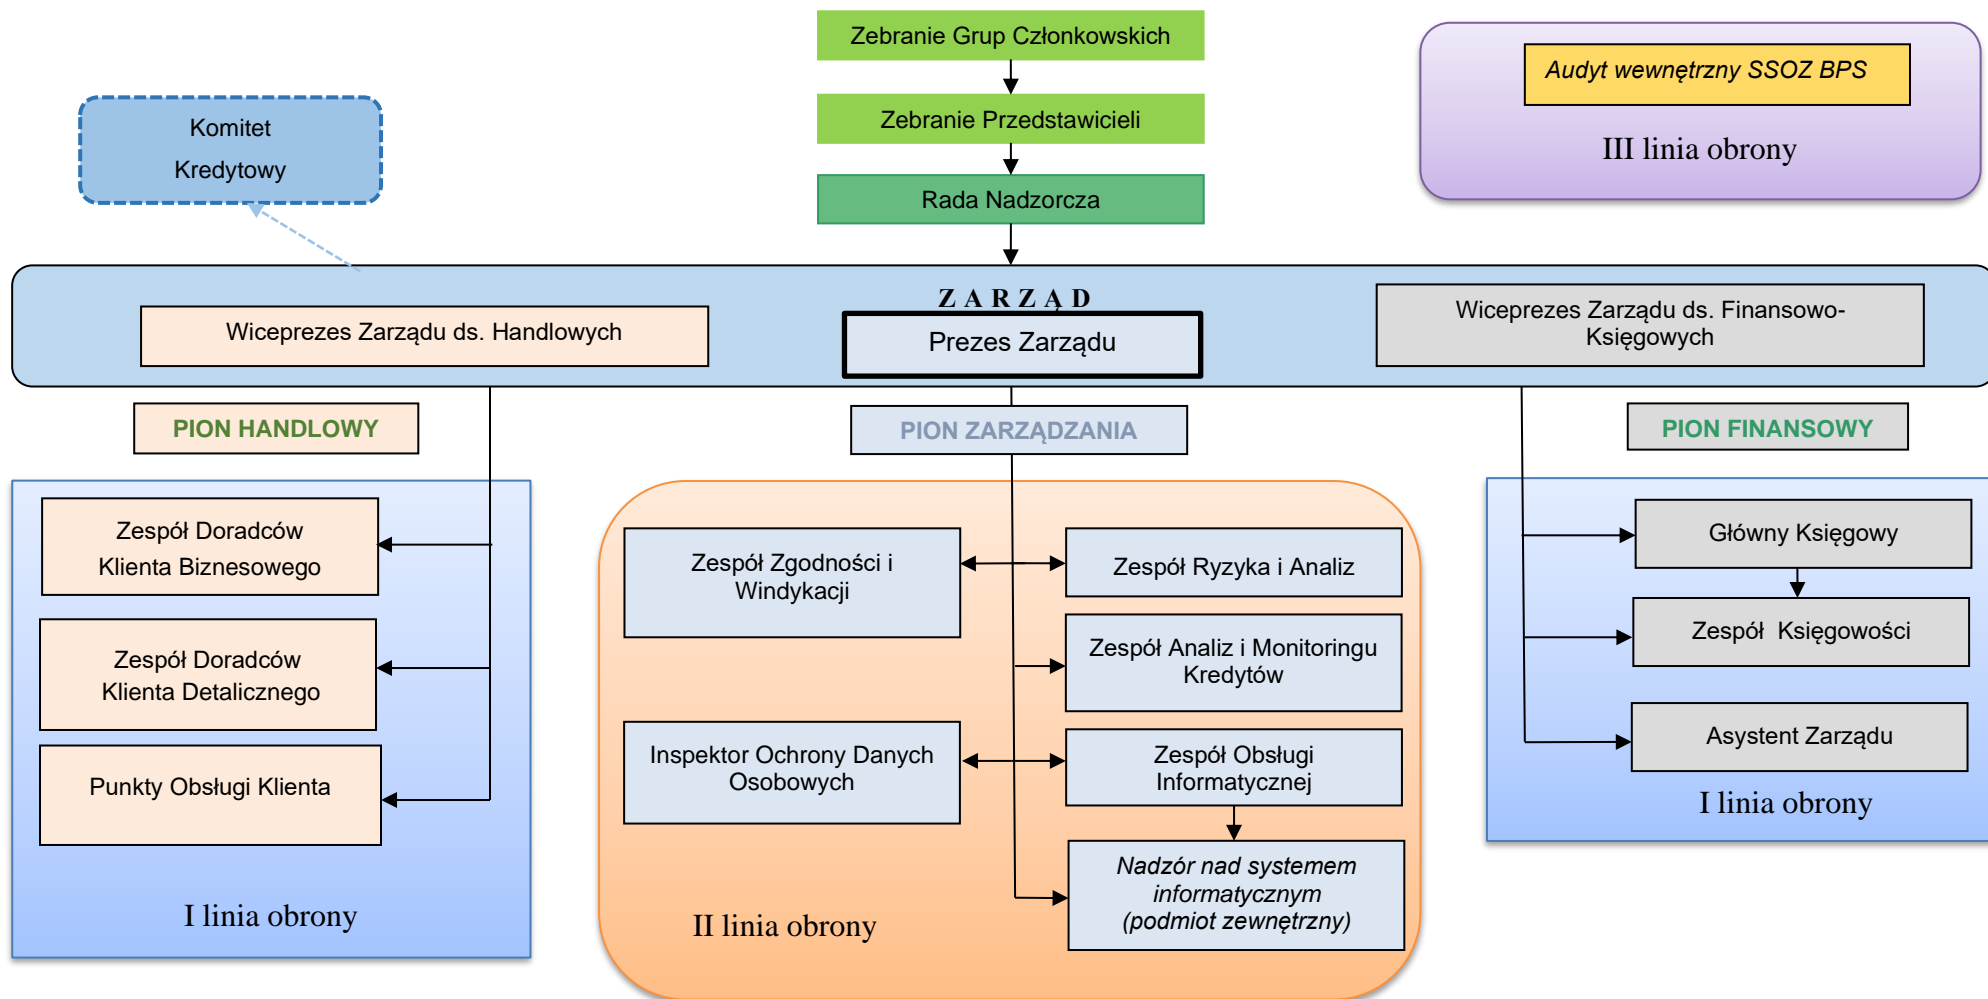 Zebranie Grup Członkowskich
Audyt wewnętrzny SSOZ BPS
Komitet
Kredytowy
Zebranie Przedstawicieli
III linia obrony
Rada Nadzorcza
Z A R Z Ą D
Wiceprezes Zarządu ds. Handlowych
Prezes Zarządu
Wiceprezes Zarządu ds. Finansowo-
Księgowych
PION HANDLOWY
PION ZARZĄDZANIA
PION FINANSOWY
Zespół Doradców
Klienta Biznesowego
Zespół Doradców
Klienta Detalicznego
Punkty Obsługi Klienta
I linia obrony
Zespół Zgodności i
Windykacji
Zespół Ryzyka i Analiz
Zespół Analiz i Monitoringu
Kredytów
Inspektor Ochrony Danych
Osobowych
Zespół Obsługi
Informatycznej
Nadzór nad systemem
informatycznym
(podmiot zewnętrzny)
II linia obrony
Główny Księgowy
Zespół Księgowości
Asystent Zarządu
I linia obrony